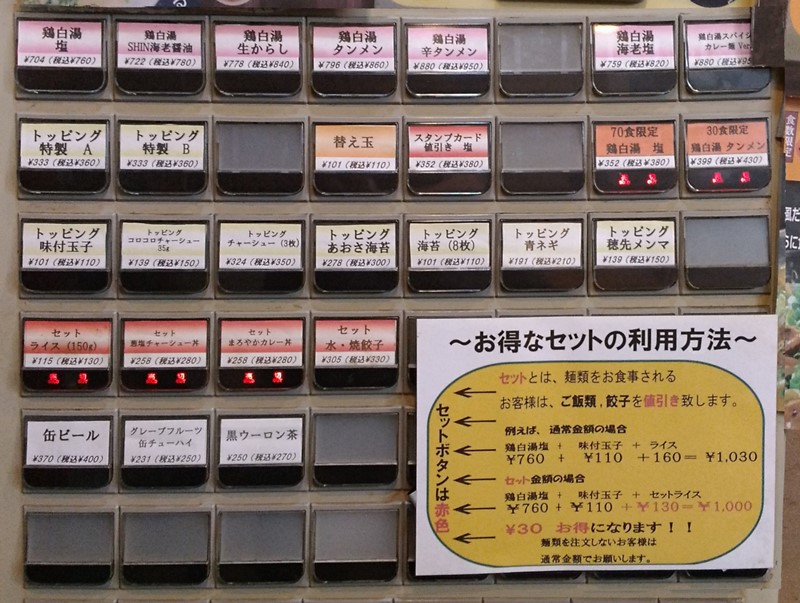 鶏白湯
塩
¥704(税込¥760)
鶏白湯
SHIN海老醤油
¥722(税込¥780)
鶏白湯
生からし
¥778(税込¥840)
鶏白湯
タンメン
¥796(税込¥860)
鶏白湯
辛タンメン
¥880(税込¥950)
鶏白湯
海老塩
¥759(税込¥820)
鶏白湯スパイシ
カレー麺 Ver
トッピング
特製 A
¥333(税込¥360)
トッピング
特製 B
¥333(税込¥360)
替え玉
¥101(税込¥110)
スタンプカード
値引き 塩
¥352(税込¥380)
70食限定
鶏白湯 塩
¥352(税込¥380)
30食限定
鶏白湯 タンメン
¥399(税込¥430)
食数限定
トッピング
味付玉子
¥101(税込¥110)
トッピング
コロコロチャーシュー
35g
¥139(税込¥150)
トッピング
チャーシュー(3枚)
¥324(税込¥350)
トッピング
あおさ海苔
¥278(税込¥300)
トッピング
海苔(8枚)
¥101(税込¥110)
トッピング
青ネギ
¥191(税込¥210)
トッピング
穂先メンマ
¥139(税込¥150)
セット
ライス(150g)
¥115(税込¥130)
セット
葱塩チャーシュー丼
¥258(税込¥280)
セット
まろやかカレー丼
¥258(税込¥280)
セット
水・焼餃子
¥305(税込¥330)
缶ビール
¥370(税込¥400)
グレープフルーツ
缶チューハイ
¥231(税込¥250)
黒ウーロン茶
¥250(税込¥270)
～お得なセットの利用方法～
セットボタンは赤色
セットとは、麺類をお食事される
お客様は、ご飯類,餃子を値引き致します。
例えば、通常金額の場合
鶏白湯塩 + 味付玉子 + ライス
¥760 + ¥110 +160=¥1,030
セット金額の場合
鶏白湯塩 + 味付玉子 + セットライス
¥760+¥110 +¥130=¥1,000
¥30 お得になります！！
麺類を注文しないお客様は
通常金額でお願いします。